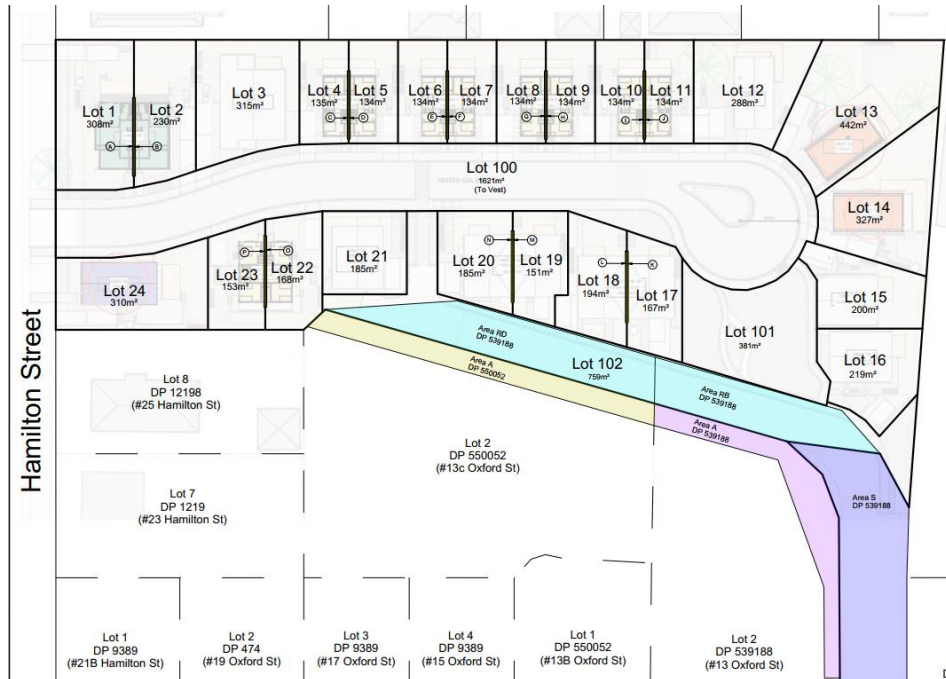 Lot 1
308m²
Lot 2
230m²
Lot 3
315m²
Lot 4
135m²
Lot 5
134m²
Lot 6
134m²
Lot 7
134m²
Lot 8
134m²
Lot 9
134m²
Lot 10
134m²
Lot 11
134m²
Lot 12
288m²
Lot 13
442m²
A
B
C
D
E
F
G
H
I
J
Lot 100
1621m²
(To Vest)
Lot 14
327m²
Lot 24
310m²
P
O
Lot 23
153m²
Lot 22
168m²
Lot 21
185m²
N
M
Lot 20
185m²
Lot 19
151m²
L
K
Lot 18
194m²
Lot 17
167m²
Lot 15
200m²
Lot 101
381m²
Lot 16
219m²
Hamilton Street
Area RD
DP 539188
Area A
DP 550052
Lot 102
759m²
Area RB
DP 539188
Area A
DP 539188
Area S
DP 539188
Lot 8
DP 12198
(#25 Hamilton St)
Lot 2
DP 550052
(#13c Oxford St)
Lot 7
DP 1219
(#23 Hamilton St)
Lot 1
DP 9389
(#21B Hamilton St)
Lot 2
DP 474
(#19 Oxford St)
Lot 3
DP 9389
(#17 Oxford St)
Lot 4
DP 9389
(#15 Oxford St)
Lot 1
DP 550052
(#13B Oxford St)
Lot 2
DP 539188
(#13 Oxford St)